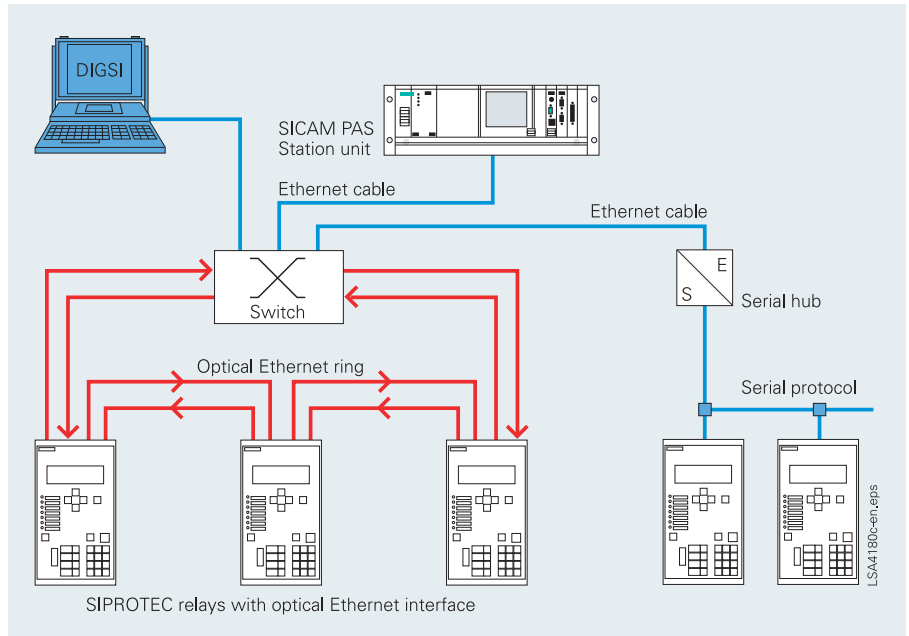 DIGSI
SICAM PAS
Station unit
Ethernet cable
Ethernet cable
E
S
Serial hub
Switch
Optical Ethernet ring
Serial protocol
SIPROTEC relays with optical Ethernet interface
LSA4180c-en.eps